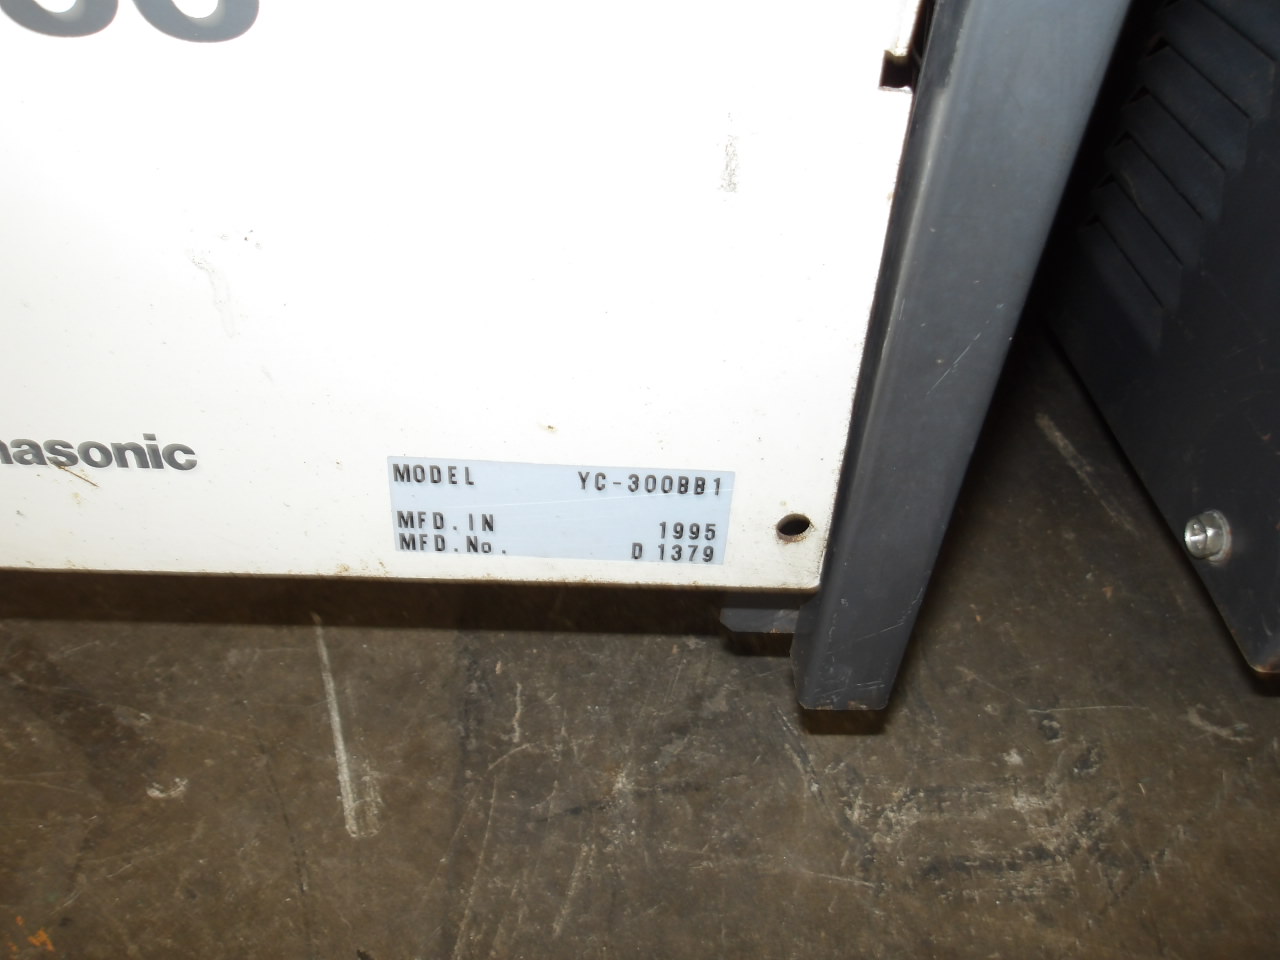 nasonic
MODEL YC-300BB1
MFD.IN 1995
MFD.No. D 1379